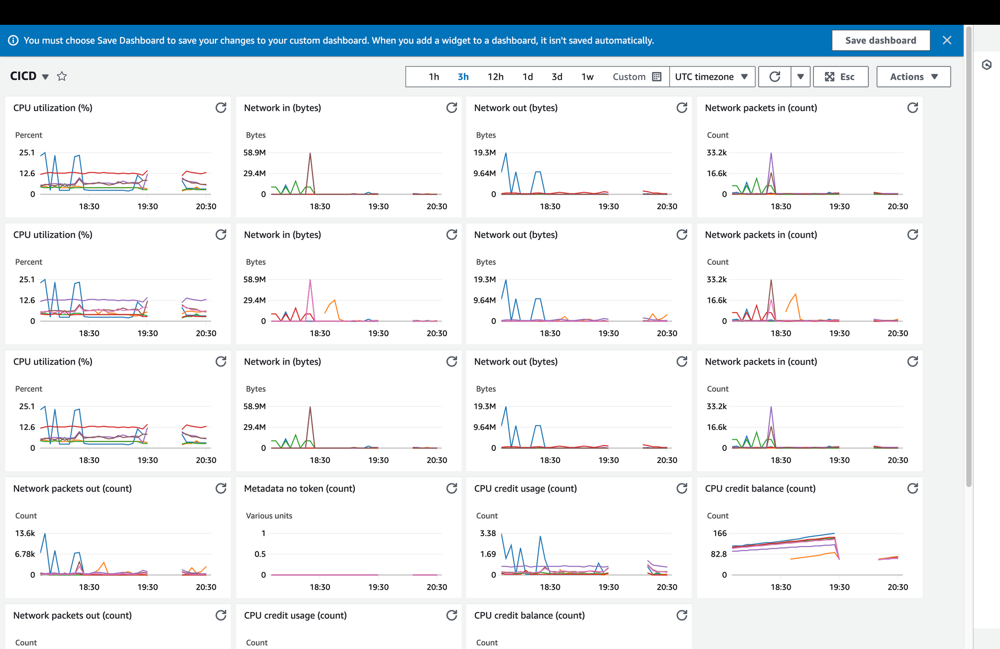 You must choose Save Dashboard to save your changes to your custom dashboard. When you add a widget to a dashboard, it isn't saved automatically.
Save dashboard
CICD
1h 3h 12h 1d 3d 1w Custom UTC timezone Esc Actions
CPU utilization (%)
Percent
25.1
12.6
0
18:30 19:30 20:30
Network in (bytes)
Bytes
58.9M
29.4M
0
18:30 19:30 20:30
Network out (bytes)
Bytes
19.3M
9.64M
0
18:30 19:30 20:30
Network packets in (count)
Count
33.2k
16.6k
0
18:30 19:30 20:30
CPU utilization (%)
Percent
25.1
12.6
0
18:30 19:30 20:30
Network in (bytes)
Bytes
58.9M
29.4M
0
18:30 19:30 20:30
Network out (bytes)
Bytes
19.3M
9.64M
0
18:30 19:30 20:30
Network packets in (count)
Count
33.2k
16.6k
0
18:30 19:30 20:30
CPU utilization (%)
Percent
25.1
12.6
0
18:30 19:30 20:30
Network in (bytes)
Bytes
58.9M
29.4M
0
18:30 19:30 20:30
Network out (bytes)
Bytes
19.3M
9.64M
0
18:30 19:30 20:30
Network packets in (count)
Count
33.2k
16.6k
0
18:30 19:30 20:30
Network packets out (count)
Count
13.6k
6.78k
0
18:30 19:30 20:30
Metadata no token (count)
Various units
1
0.5
0
18:30 19:30 20:30
CPU credit usage (count)
Count
3.38
1.69
0
18:30 19:30 20:30
CPU credit balance (count)
Count
166
82.8
0
18:30 19:30 20:30
Network packets out (count)
Count
CPU credit usage (count)
Count
CPU credit balance (count)
Count